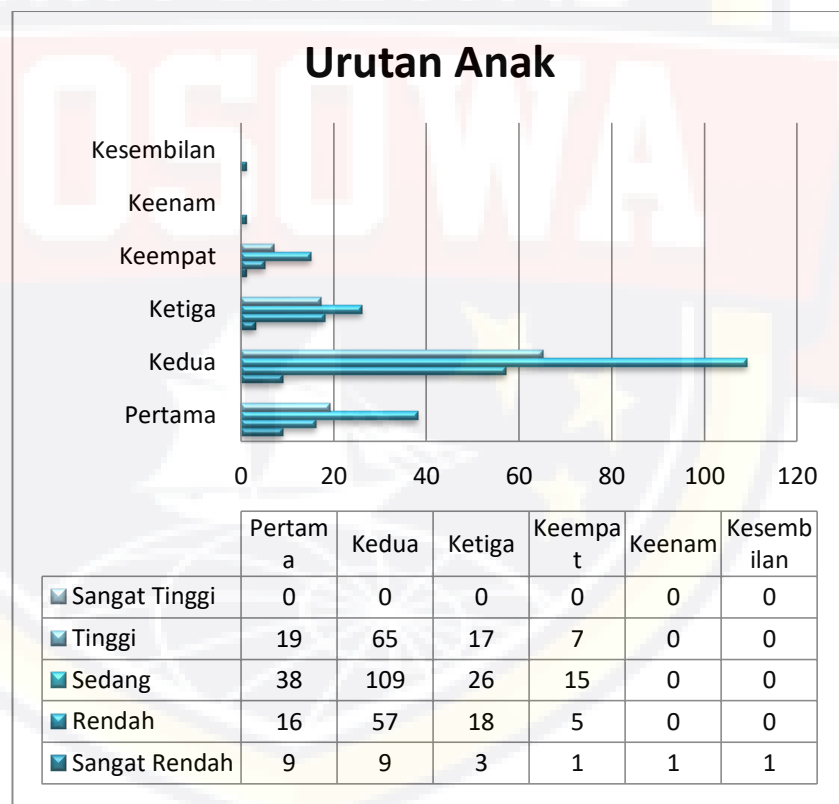 OSOWA
Urutan Anak
Kesembilan
Keenam
Keempat
Ketiga
Kedua
Pertama
0 20 40 60 80 100 120
Pertam
a Kedua Ketiga Keempa
t Keenam Kesemb
ilan
Sangat Tinggi 0 0 0 0 0 0
Tinggi 19 65 17 7 0 0
Sedang 38 109 26 15 0 0
Rendah 16 57 18 5 0 0
Sangat Rendah 9 9 3 1 1 1